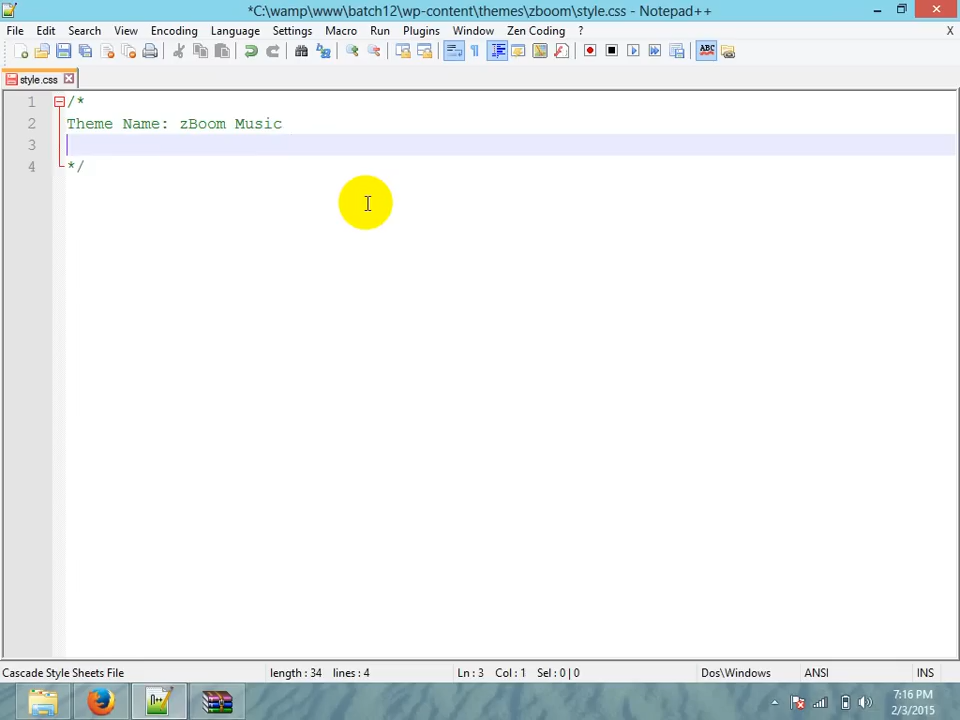 *C:\wamp\www\batch12\wp-content\themes\zboom\style.css - Notepad++
File Edit Search View Encoding Language Settings Macro Run Plugins Window Zen Coding ? X
style.css
1 /*
2 Theme Name: zBoom Music
3
4 */
Cascade Style Sheets File length : 34 lines : 4 Ln : 3 Col : 1 Sel : 0 | 0 Dos\Windows ANSI INS
7:16 PM
2/3/2015